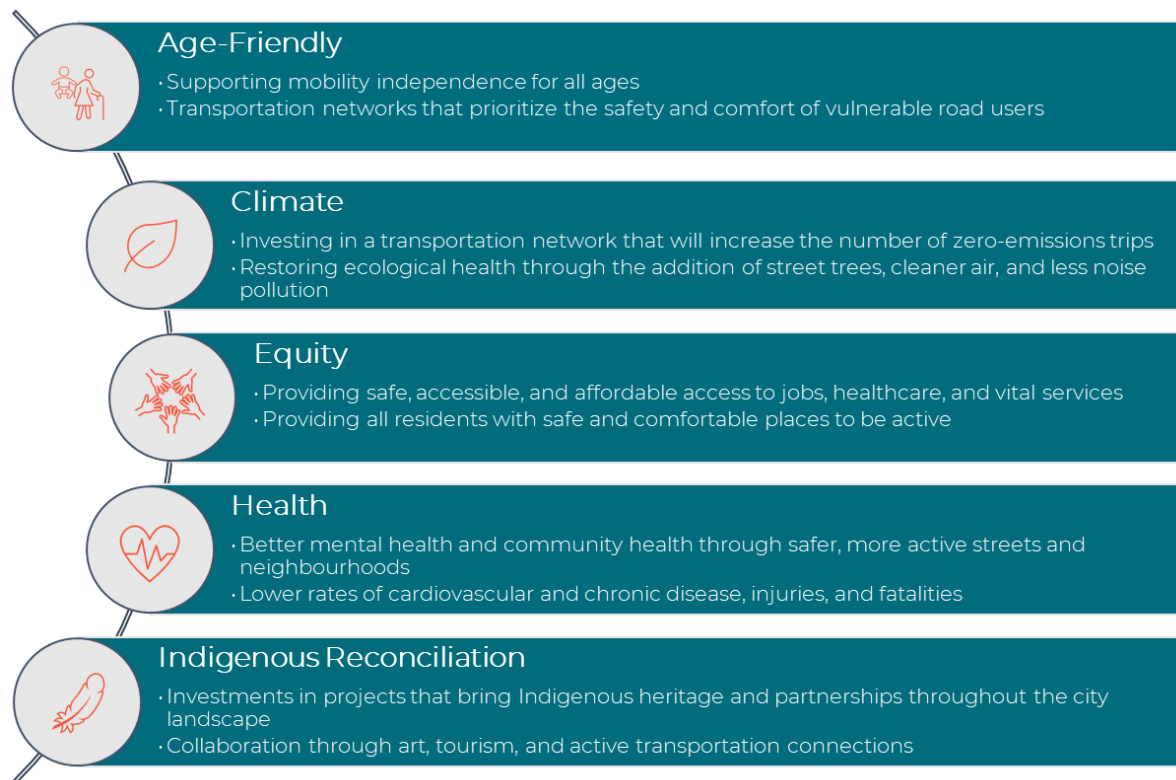 Age-Friendly
· Supporting mobility independence for all ages
· Transportation networks that prioritize the safety and comfort of vulnerable road users
Climate
· Investing in a transportation network that will increase the number of zero-emissions trips
· Restoring ecological health through the addition of street trees, cleaner air, and less noise
pollution
Equity
· Providing safe, accessible, and affordable access to jobs, healthcare, and vital services
· Providing all residents with safe and comfortable places to be active
Health
· Better mental health and community health through safer, more active streets and
neighbourhoods
· Lower rates of cardiovascular and chronic disease, injuries, and fatalities
Indigenous Reconciliation
· Investments in projects that bring Indigenous heritage and partnerships throughout the city
landscape
· Collaboration through art, tourism, and active transportation connections